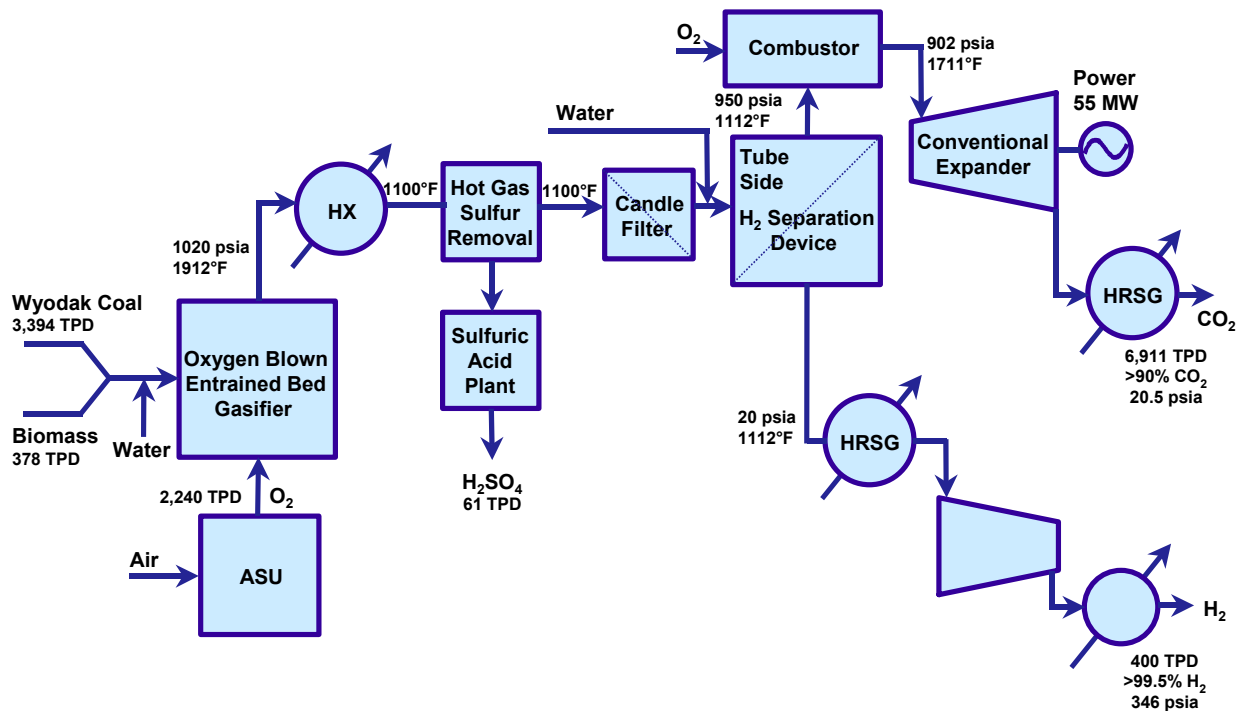 O2
Combustor
902 psia
1711°F
Power
55 MW
950 psia
1112°F
Water
Conventional
Expander
Tube
Side
H2 Separation
Device
1100°F
Hot Gas
Sulfur
Removal
1100°F
Candle
Filter
HX
1020 psia
1912°F
HRSG
CO2
6,911 TPD
>90% CO2
20.5 psia
Wyodak Coal
3,394 TPD
Oxygen Blown
Entrained Bed
Gasifier
Sulfuric
Acid
Plant
Biomass
378 TPD
Water
20 psia
1112°F
HRSG
H2SO4
61 TPD
2,240 TPD
O2
Air
ASU
H2
400 TPD
>99.5% H2
346 psia